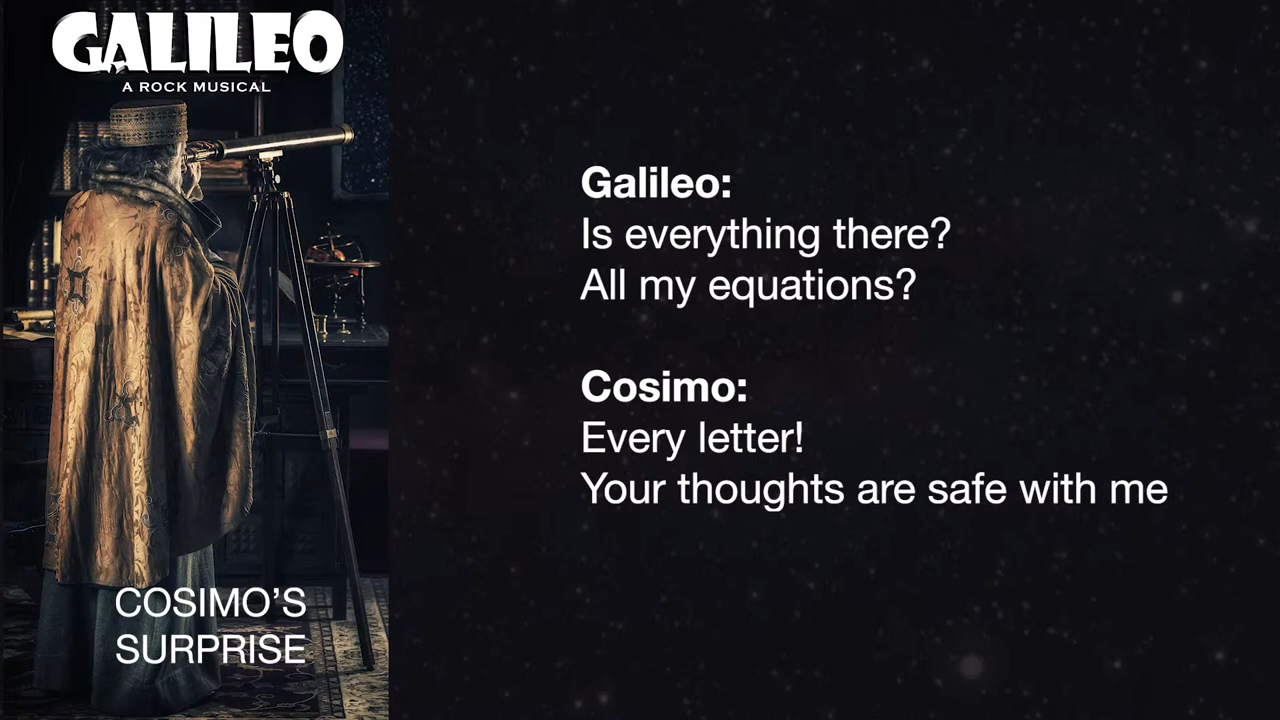 GALILEO
A ROCK MUSICAL
COSIMO'S
SURPRISE
Galileo:
Is everything there?
All my equations?
Cosimo:
Every letter!
Your thoughts are safe with me